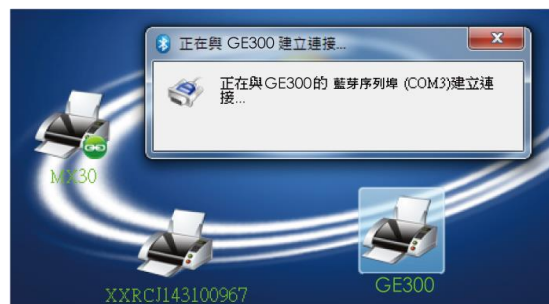 正在與 GE300 建立連接...
正在與GE300的 藍芽序列埠 (COM3)建立連
接...
MX30
XXRCJ143100967
GE300